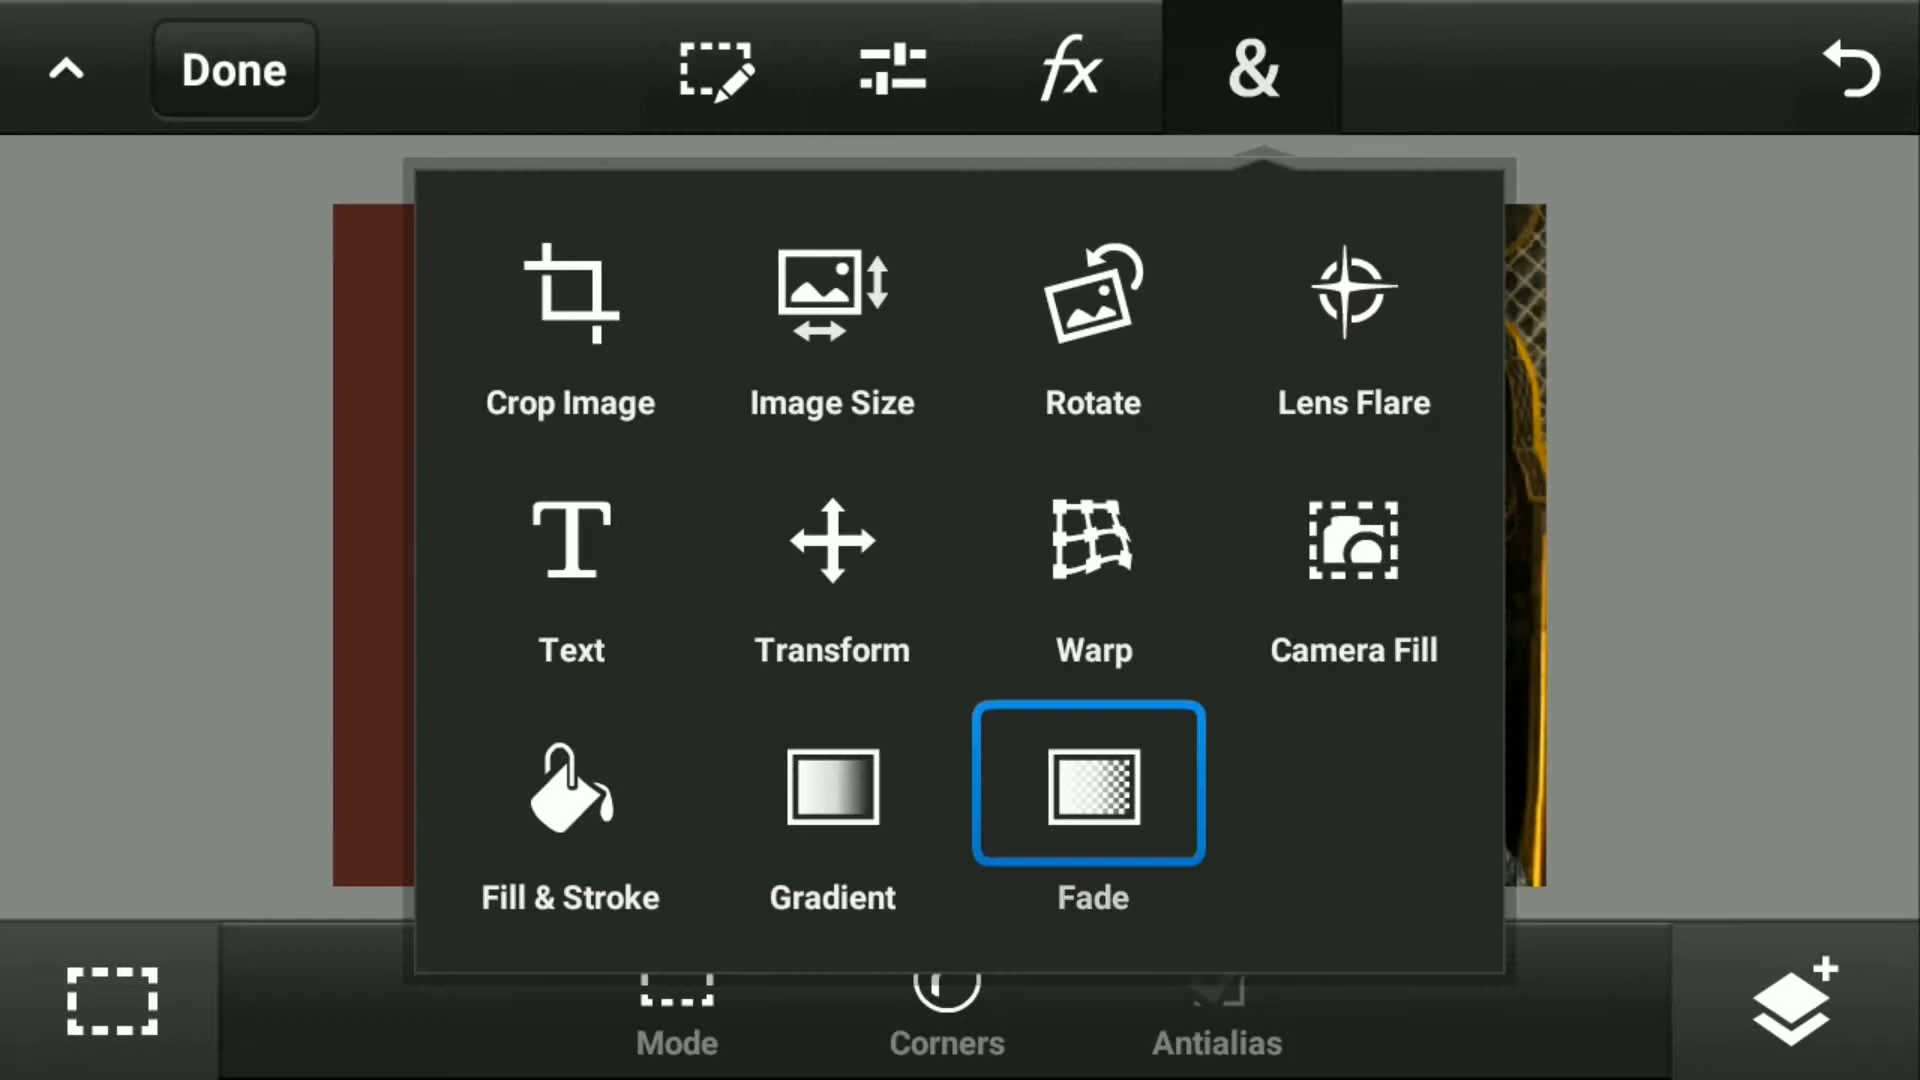 Done fx &
Crop Image Image Size Rotate Lens Flare
Text Transform Warp Camera Fill
Fill & Stroke Gradient Fade
Mode Corners Antialias